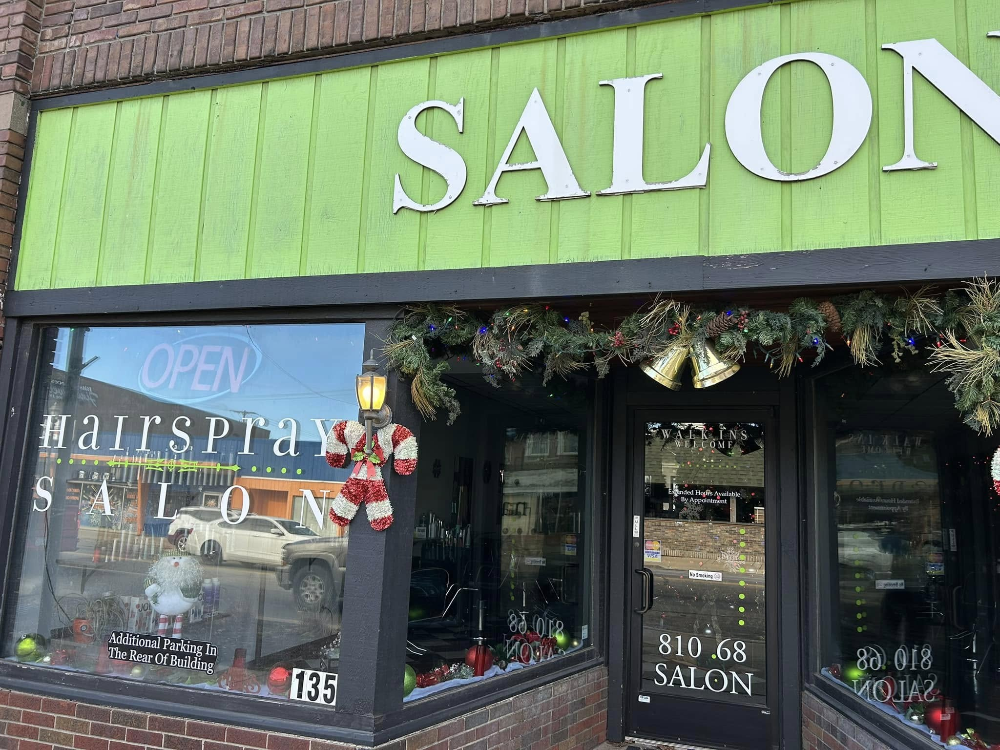 SALON
OPEN
HaIrsPraY
SALON
WALK INS
WELCOME
Extended Hours Available
By Appointment
PULL
MasterCard
VISA
No Smoking
810 .68
SALON
Additional Parking In
The Rear Of Building
135